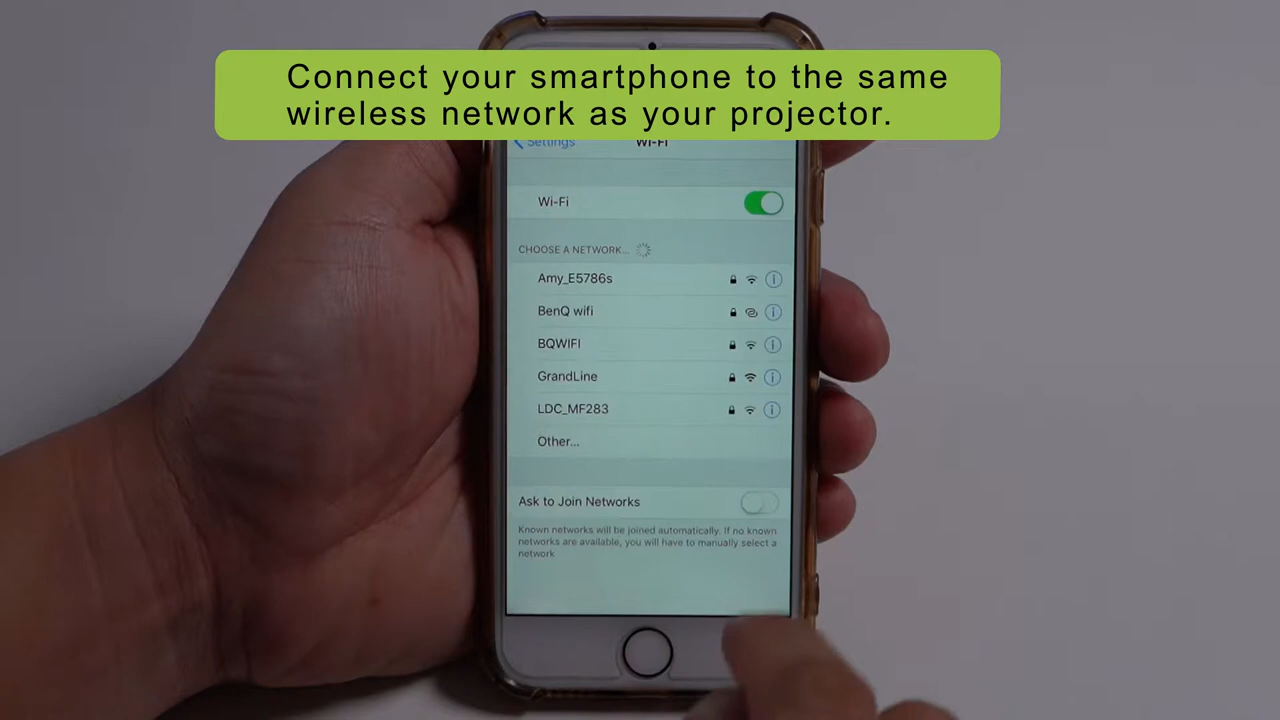 Connect your smartphone to the same
wireless network as your projector.
Settings
Wi-Fi
Wi-Fi
CHOOSE A NETWORK...
Amy_E5786s
BenQ wifi
BQWIFI
GrandLine
LDC_MF283
Other...
Ask to Join Networks
Known networks will be joined automatically. If no known
networks are available, you will have to manually select a
network